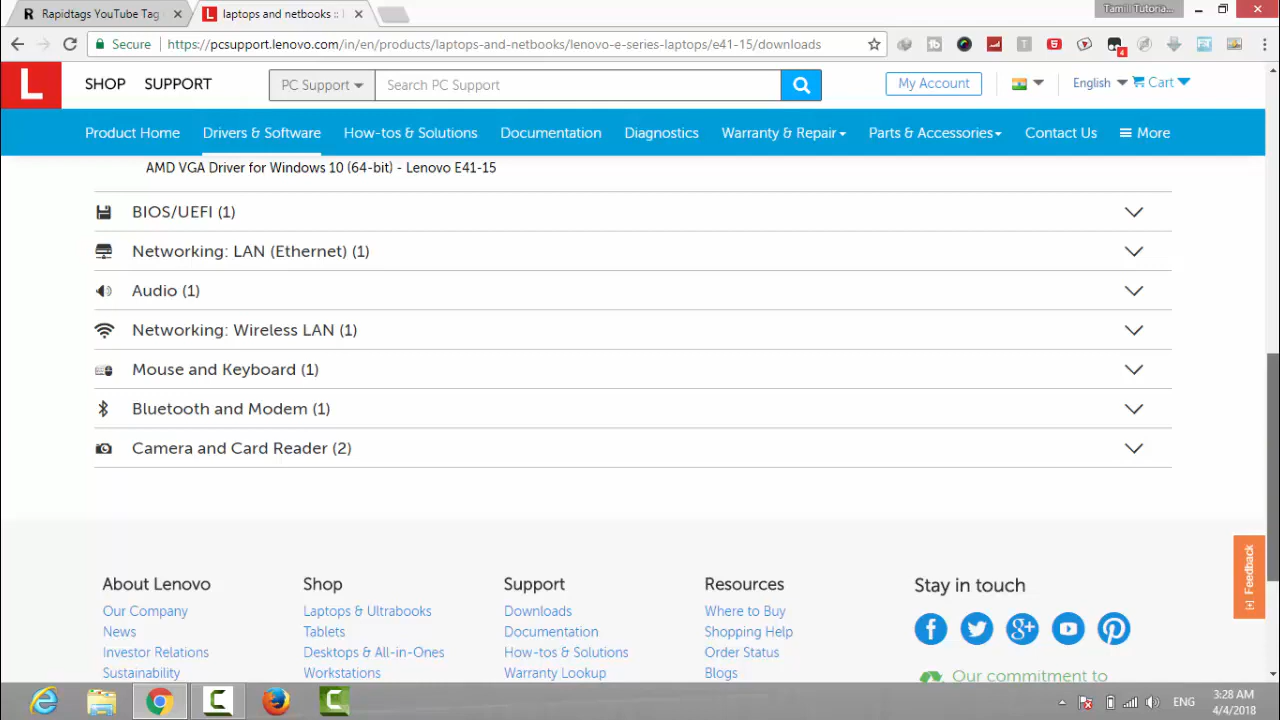 R Rapidtags YouTube Tag
L laptops and netbooks ::
Tamill Tutoria...
Secure https://pcsupport.lenovo.com/in/en/products/laptops-and-netbooks/lenovo-e-series-laptops/e41-15/downloads
4
L SHOP SUPPORT PC Support Search PC Support My Account English Cart
Product Home Drivers & Software How-tos & Solutions Documentation Diagnostics Warranty & Repair Parts & Accessories Contact Us More
AMD VGA Driver for Windows 10 (64-bit) - Lenovo E41-15
BIOS/UEFI (1)
Networking: LAN (Ethernet) (1)
Audio (1)
Networking: Wireless LAN (1)
Mouse and Keyboard (1)
Bluetooth and Modem (1)
Camera and Card Reader (2)
[+] Feedback
About Lenovo Shop Support Resources Stay in touch
Our Company Laptops & Ultrabooks Downloads Where to Buy
News Tablets Documentation Shopping Help
Investor Relations Desktops & All-in-Ones How-tos & Solutions Order Status
Sustainability Workstations Warranty Lookup Blogs
Our commitment to
ENG
3:28 AM
4/4/2018